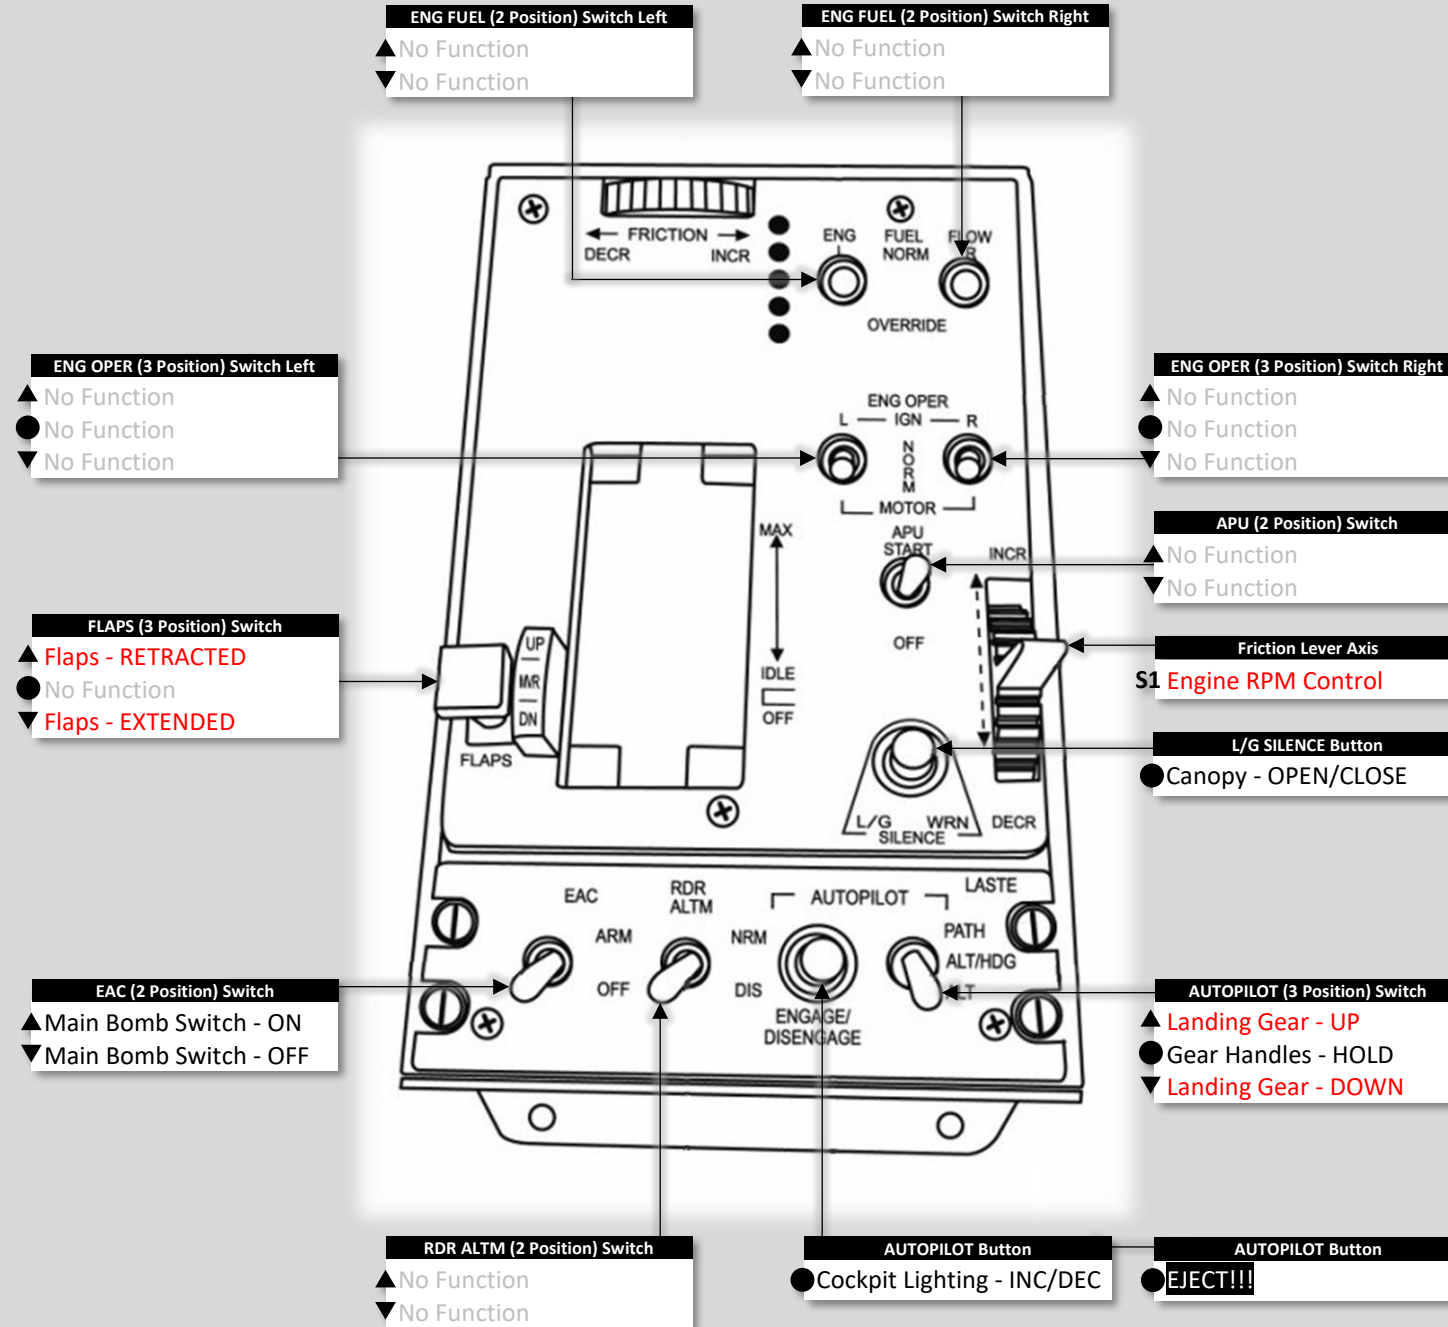 ENG FUEL (2 Position) Switch Left
No Function
No Function
ENG FUEL (2 Position) Switch Right
No Function
No Function
FRICTION
DECR INCR
ENG FUEL FLOW
L NORM R
OVERRIDE
ENG OPER (3 Position) Switch Left
No Function
No Function
No Function
ENG OPER (3 Position) Switch Right
No Function
No Function
No Function
ENG OPER
L IGN R
NORM
MOTOR
APU
START
OFF
APU (2 Position) Switch
No Function
No Function
MAX
IDLE
OFF
INCR
DECR
FLAPS (3 Position) Switch
Flaps - RETRACTED
No Function
Flaps - EXTENDED
UP
MVR
DN
FLAPS
Friction Lever Axis
S1 Engine RPM Control
L/G SILENCE Button
Canopy - OPEN/CLOSE
L/G WRN
SILENCE
EAC
ARM
OFF
RDR
ALTM
NRM
DIS
AUTOPILOT
ENGAGE/
DISENGAGE
LASTE
PATH
ALT/HDG
ALT
EAC (2 Position) Switch
Main Bomb Switch - ON
Main Bomb Switch - OFF
AUTOPILOT (3 Position) Switch
Landing Gear - UP
Gear Handles - HOLD
Landing Gear - DOWN
RDR ALTM (2 Position) Switch
No Function
No Function
AUTOPILOT Button
Cockpit Lighting - INC/DEC
AUTOPILOT Button
EJECT!!!